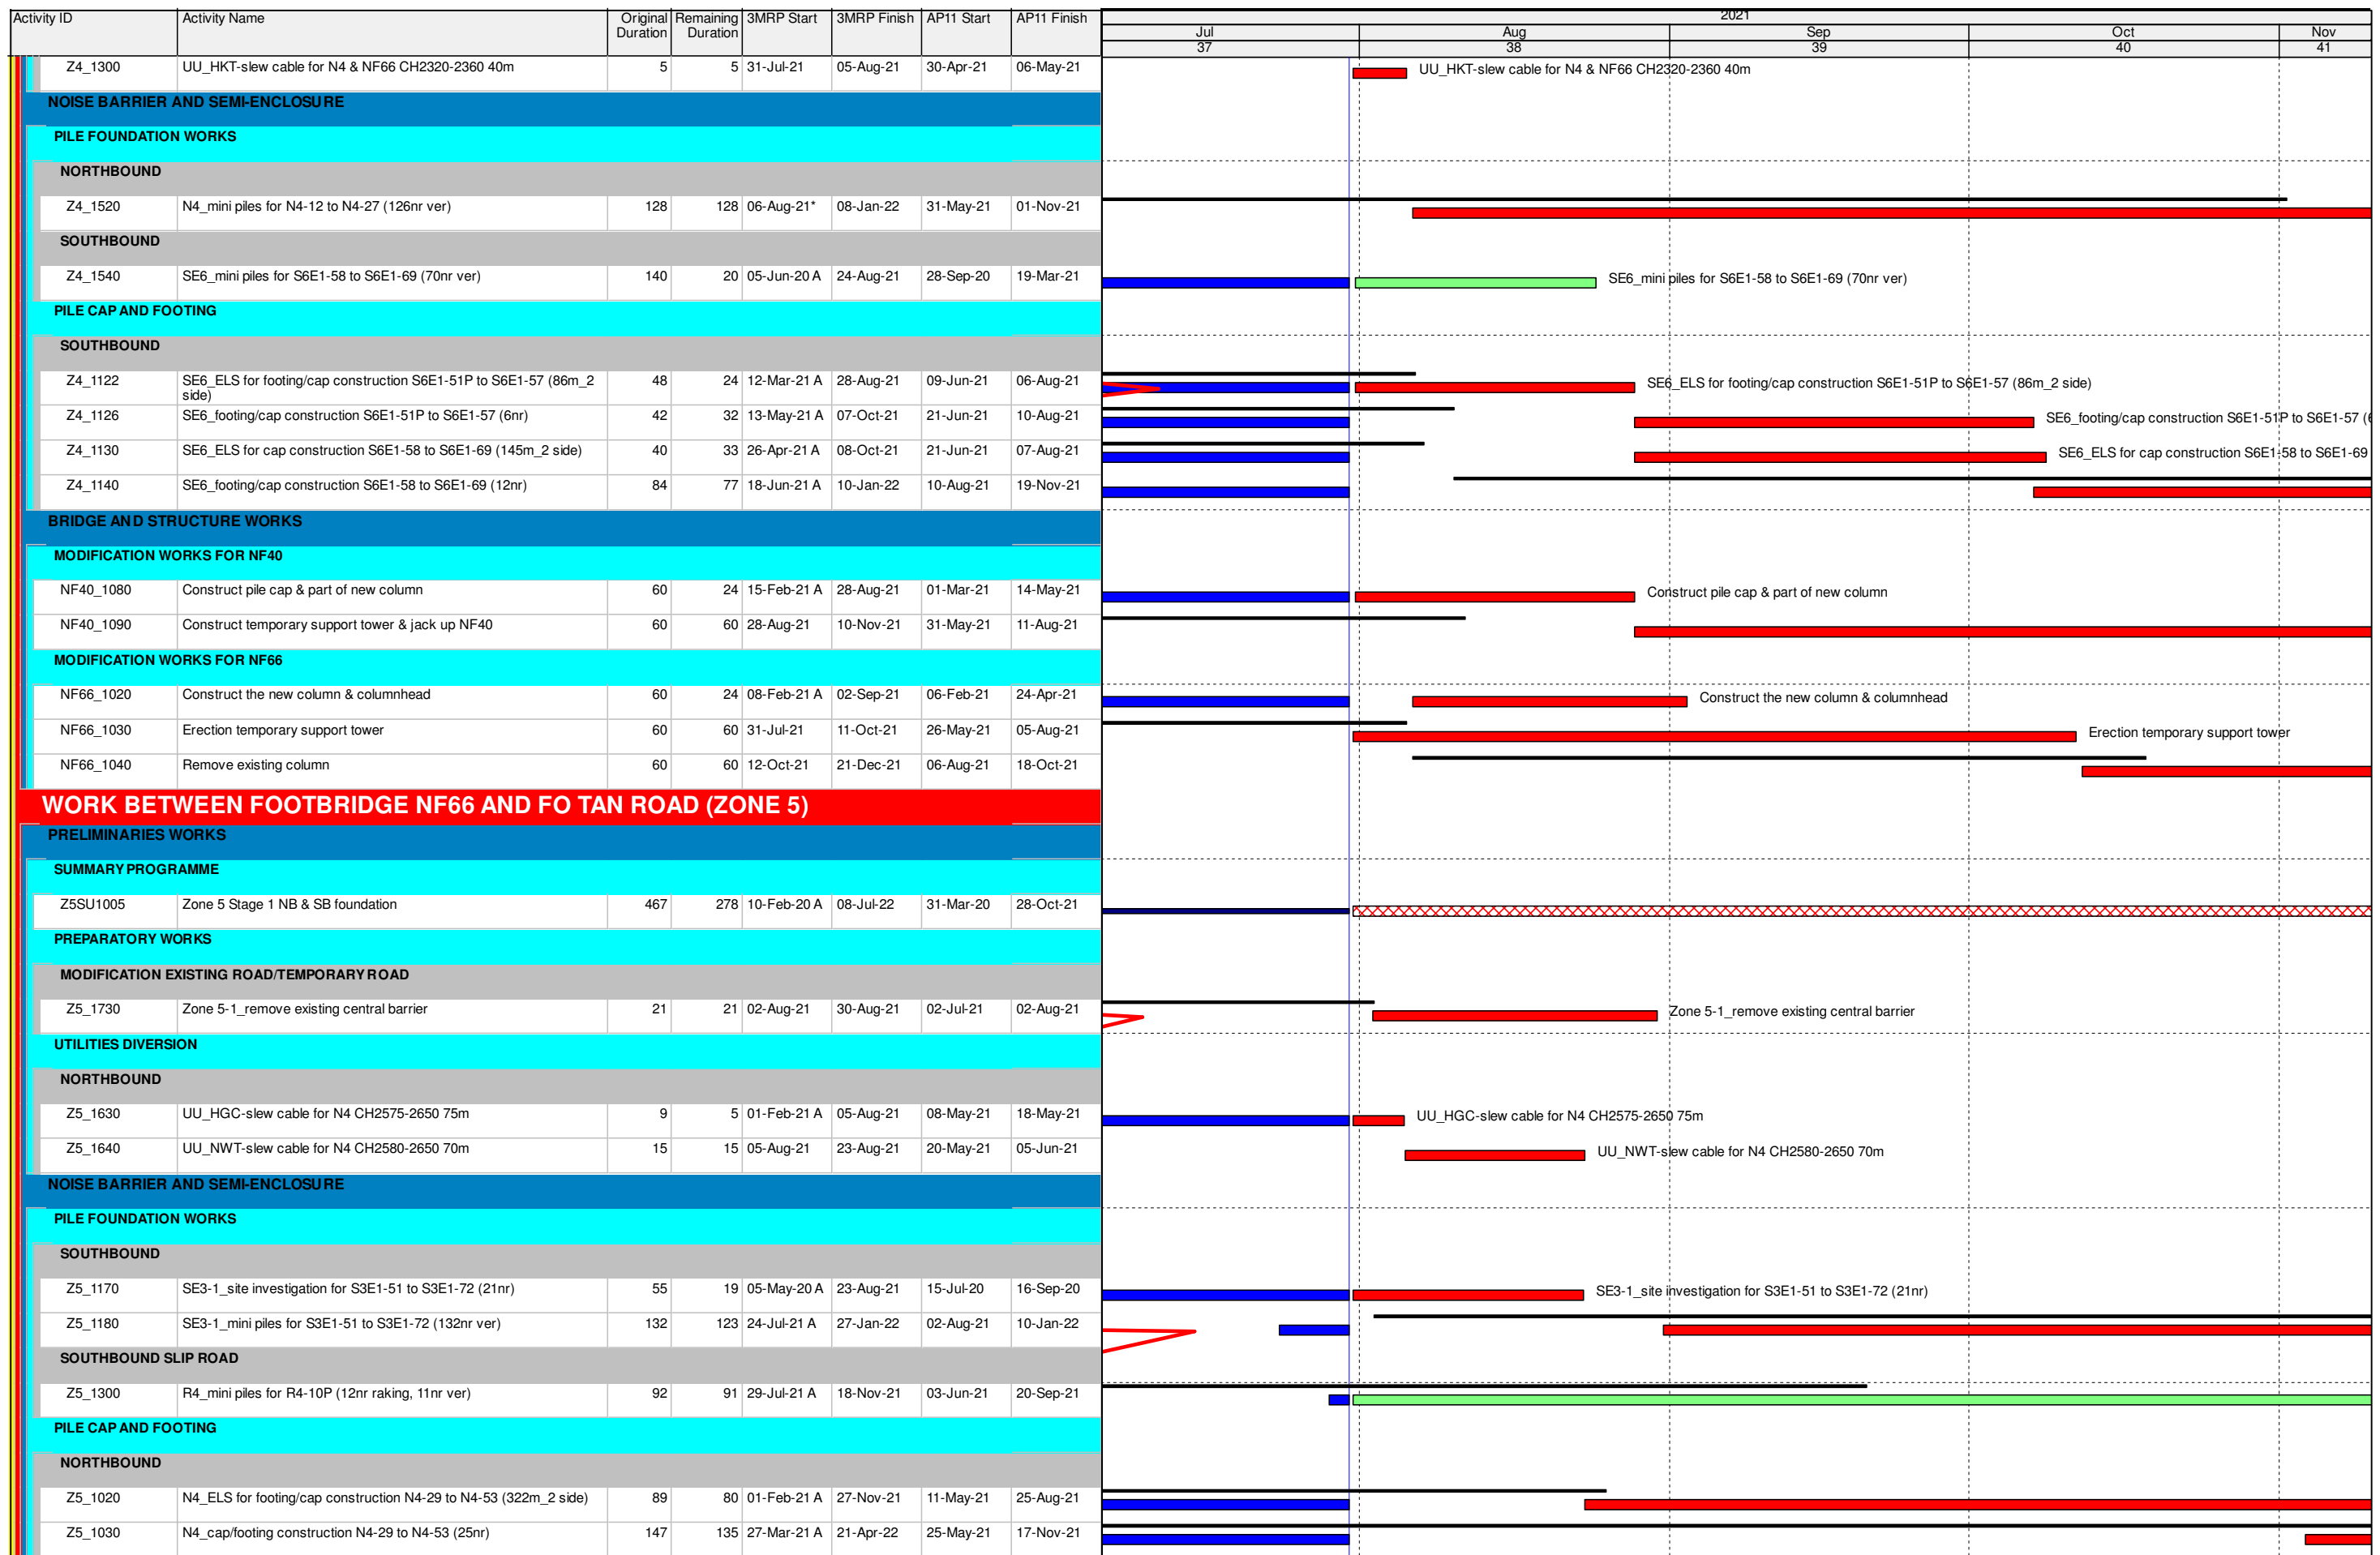 Activity ID Activity Name Original Remaining 3MRP Start 3MRP Finish AP11 Start AP11 Finish 2021
Duration Duration Jul Aug Sep Oct Nov
37 38 39 40 41
Z4_1300 UU_HKT-slew cable for N4 & NF66 CH2320-2360 40m 5 5 31-Jul-21 05-Aug-21 30-Apr-21 06-May-21 UU_HKT-slew cable for N4 & NF66 CH2320-2360 40m
NOISE BARRIER AND SEMI-ENCLOSURE
PILE FOUNDATION WORKS
NORTHBOUND
Z4_1520 N4_mini piles for N4-12 to N4-27 (126nr ver) 128 128 06-Aug-21* 08-Jan-22 31-May-21 01-Nov-21
SOUTHBOUND
Z4_1540 SE6_mini piles for S6E1-58 to S6E1-69 (70nr ver) 140 20 05-Jun-20 A 24-Aug-21 28-Sep-20 19-Mar-21 SE6_mini piles for S6E1-58 to S6E1-69 (70nr ver)
PILE CAP AND FOOTING
SOUTHBOUND
Z4_1122 SE6_ELS for footing/cap construction S6E1-51P to S6E1-57 (86m_2 48 24 12-Mar-21 A 28-Aug-21 09-Jun-21 06-Aug-21 SE6_ELS for footing/cap construction S6E1-51P to S6E1-57 (86m_2 side)
side)
Z4_1126 SE6_footing/cap construction S6E1-51P to S6E1-57 (6nr) 42 32 13-May-21 A 07-Oct-21 21-Jun-21 10-Aug-21 SE6_footing/cap construction S6E1-51P to S6E1-57 (6
Z4_1130 SE6_ELS for cap construction S6E1-58 to S6E1-69 (145m_2 side) 40 33 26-Apr-21 A 08-Oct-21 21-Jun-21 07-Aug-21 SE6_ELS for cap construction S6E1-58 to S6E1-69
Z4_1140 SE6_footing/cap construction S6E1-58 to S6E1-69 (12nr) 84 77 18-Jun-21 A 10-Jan-22 10-Aug-21 19-Nov-21
BRIDGE AND STRUCTURE WORKS
MODIFICATION WORKS FOR NF40
NF40_1080 Construct pile cap & part of new column 60 24 15-Feb-21 A 28-Aug-21 01-Mar-21 14-May-21 Construct pile cap & part of new column
NF40_1090 Construct temporary support tower & jack up NF40 60 60 28-Aug-21 10-Nov-21 31-May-21 11-Aug-21
MODIFICATION WORKS FOR NF66
NF66_1020 Construct the new column & columnhead 60 24 08-Feb-21 A 02-Sep-21 06-Feb-21 24-Apr-21 Construct the new column & columnhead
NF66_1030 Erection temporary support tower 60 60 31-Jul-21 11-Oct-21 26-May-21 05-Aug-21 Erection temporary support tower
NF66_1040 Remove existing column 60 60 12-Oct-21 21-Dec-21 06-Aug-21 18-Oct-21
WORK BETWEEN FOOTBRIDGE NF66 AND FO TAN ROAD (ZONE 5)
PRELIMINARIES WORKS
SUMMARY PROGRAMME
Z5SU1005 Zone 5 Stage 1 NB & SB foundation 467 278 10-Feb-20 A 08-Jul-22 31-Mar-20 28-Oct-21
PREPARATORY WORKS
MODIFICATION EXISTING ROAD/TEMPORARY ROAD
Z5_1730 Zone 5-1_remove existing central barrier 21 21 02-Aug-21 30-Aug-21 02-Jul-21 02-Aug-21 Zone 5-1_remove existing central barrier
UTILITIES DIVERSION
NORTHBOUND
Z5_1630 UU_HGC-slew cable for N4 CH2575-2650 75m 9 5 01-Feb-21 A 05-Aug-21 08-May-21 18-May-21 UU_HGC-slew cable for N4 CH2575-2650 75m
Z5_1640 UU_NWT-slew cable for N4 CH2580-2650 70m 15 15 05-Aug-21 23-Aug-21 20-May-21 05-Jun-21 UU_NWT-slew cable for N4 CH2580-2650 70m
NOISE BARRIER AND SEMI-ENCLOSURE
PILE FOUNDATION WORKS
SOUTHBOUND
Z5_1170 SE3-1_site investigation for S3E1-51 to S3E1-72 (21nr) 55 19 05-May-20 A 23-Aug-21 15-Jul-20 16-Sep-20 SE3-1_site investigation for S3E1-51 to S3E1-72 (21nr)
Z5_1180 SE3-1_mini piles for S3E1-51 to S3E1-72 (132nr ver) 132 123 24-Jul-21 A 27-Jan-22 02-Aug-21 10-Jan-22
SOUTHBOUND SLIP ROAD
Z5_1300 R4_mini piles for R4-10P (12nr raking, 11nr ver) 92 91 29-Jul-21 A 18-Nov-21 03-Jun-21 20-Sep-21
PILE CAP AND FOOTING
NORTHBOUND
Z5_1020 N4_ELS for footing/cap construction N4-29 to N4-53 (322m_2 side) 89 80 01-Feb-21 A 27-Nov-21 11-May-21 25-Aug-21
Z5_1030 N4_cap/footing construction N4-29 to N4-53 (25nr) 147 135 27-Mar-21 A 21-Apr-22 25-May-21 17-Nov-21